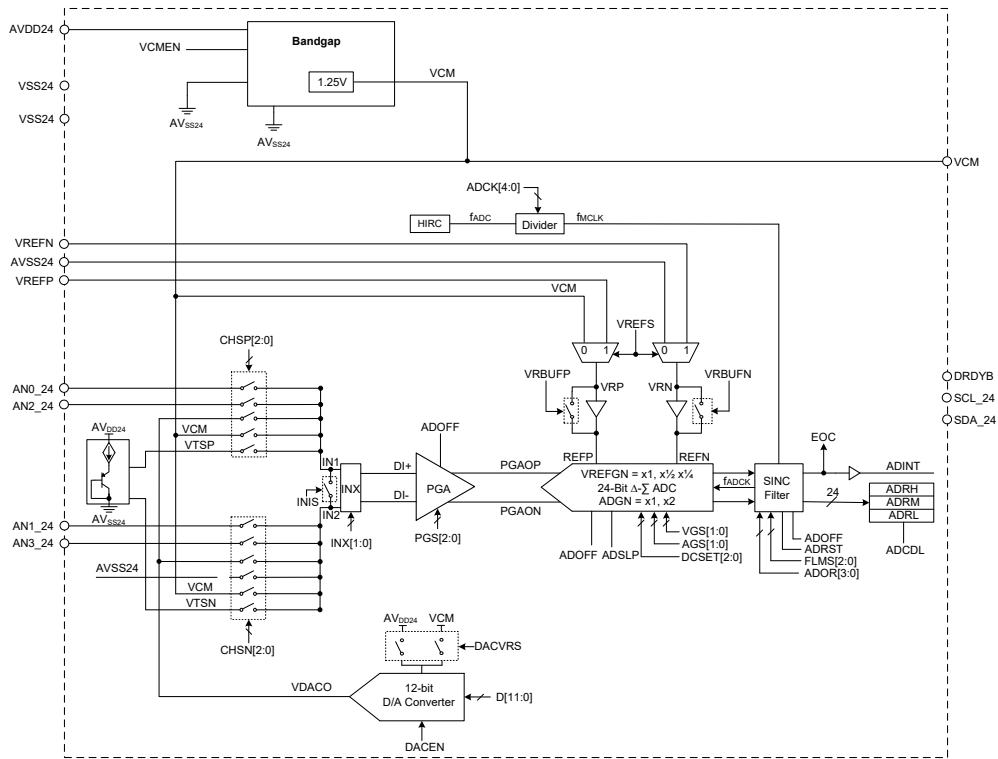 AVDD24
VCMEN
Bandgap
1.25V
VCM
VSS24
VSS24
AVSS24
AVSS24
VCM
ADCK[4:0]
HIRC
fADC
Divider
fMCLK
VREFN
AVSS24
VREFP
VCM
VREFS
0 1
0 1
CHSP[2:0]
VRBUFP
VRP
VRN
VRBUFN
DRDYB
SCL_24
SDA_24
AN0_24
AN2_24
VCM
VTSP
AVDD24
AVSS24
ADOFF
REFP
REFN
EOC
IN1
INIS
IN2
INX
DI+
DI-
PGA
PGAOP
PGAON
VREFGN = x1, x½ x¼
24-Bit Δ-∑ ADC
ADGN = x1, x2
fADCK
SINC
Filter
24
ADINT
ADRH
ADRM
ADRL
ADCDL
AN1_24
AN3_24
INX[1:0]
PGS[2:0]
ADOFF
ADSLP
VGS[1:0]
AGS[1:0]
DCSET[2:0]
ADOFF
ADRST
FLMS[2:0]
ADOR[3:0]
AVSS24
VCM
VTSN
CHSN[2:0]
AVDD24
VCM
DACVRS
VDACO
12-bit
D/A Converter
D[11:0]
DACEN